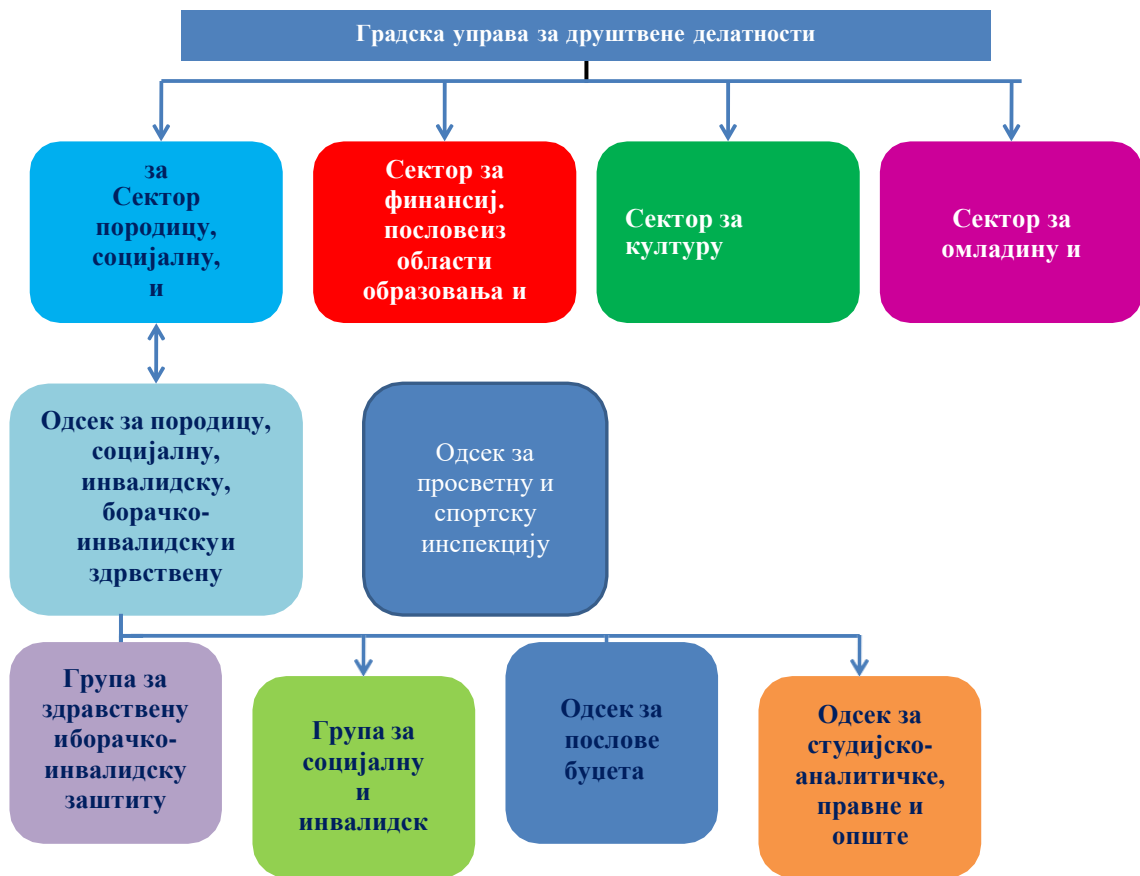 Градска управа за друштвене делатности
за
Сектор
породицу,
социјалну,
и
Сектор за
финансиј.
пословеиз
области
образовања и
Сектор за
културу
Сектор за
омладину и
Одсек за породицу,
социјалну,
инвалидску,
борачко-
инвалидскуи
здрвствену
Одсек за
просветну и
спортску
инспекцију
Група за
здравствену
иборачко-
инвалидску
заштиту
Група за
социјалну
и
инвалидск
Одсек за
послове
буџета
Одсек за
студијско-
аналитичке,
правне и
опште